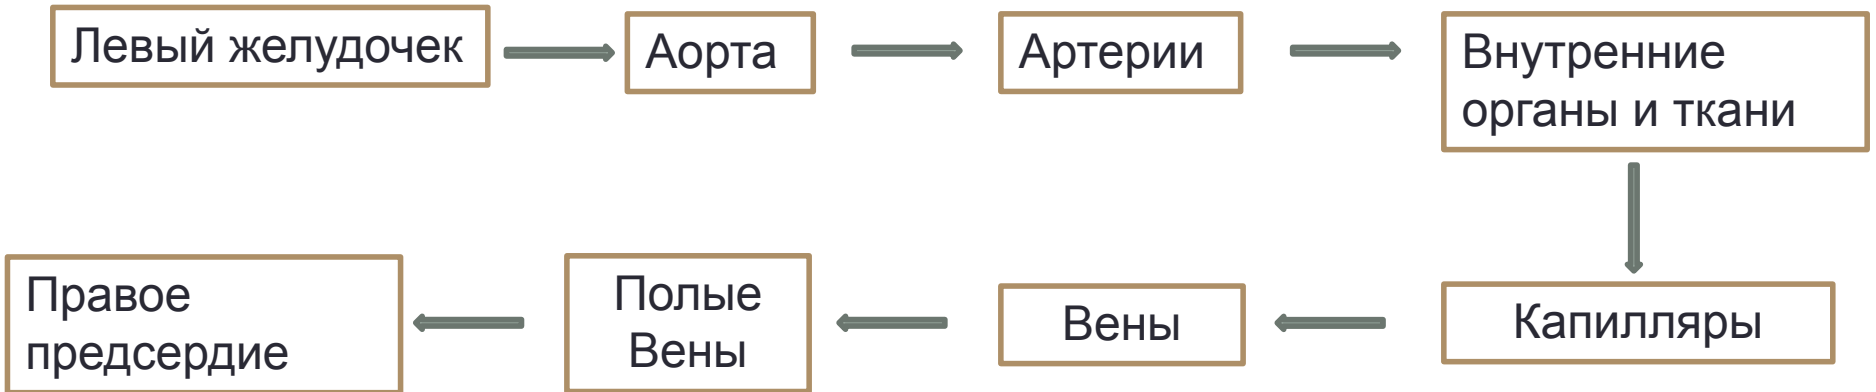 Левый желудочек
Аорта
Артерии
Внутренние
органы и ткани
Капилляры
Вены
Полые
Вены
Правое
предсердие